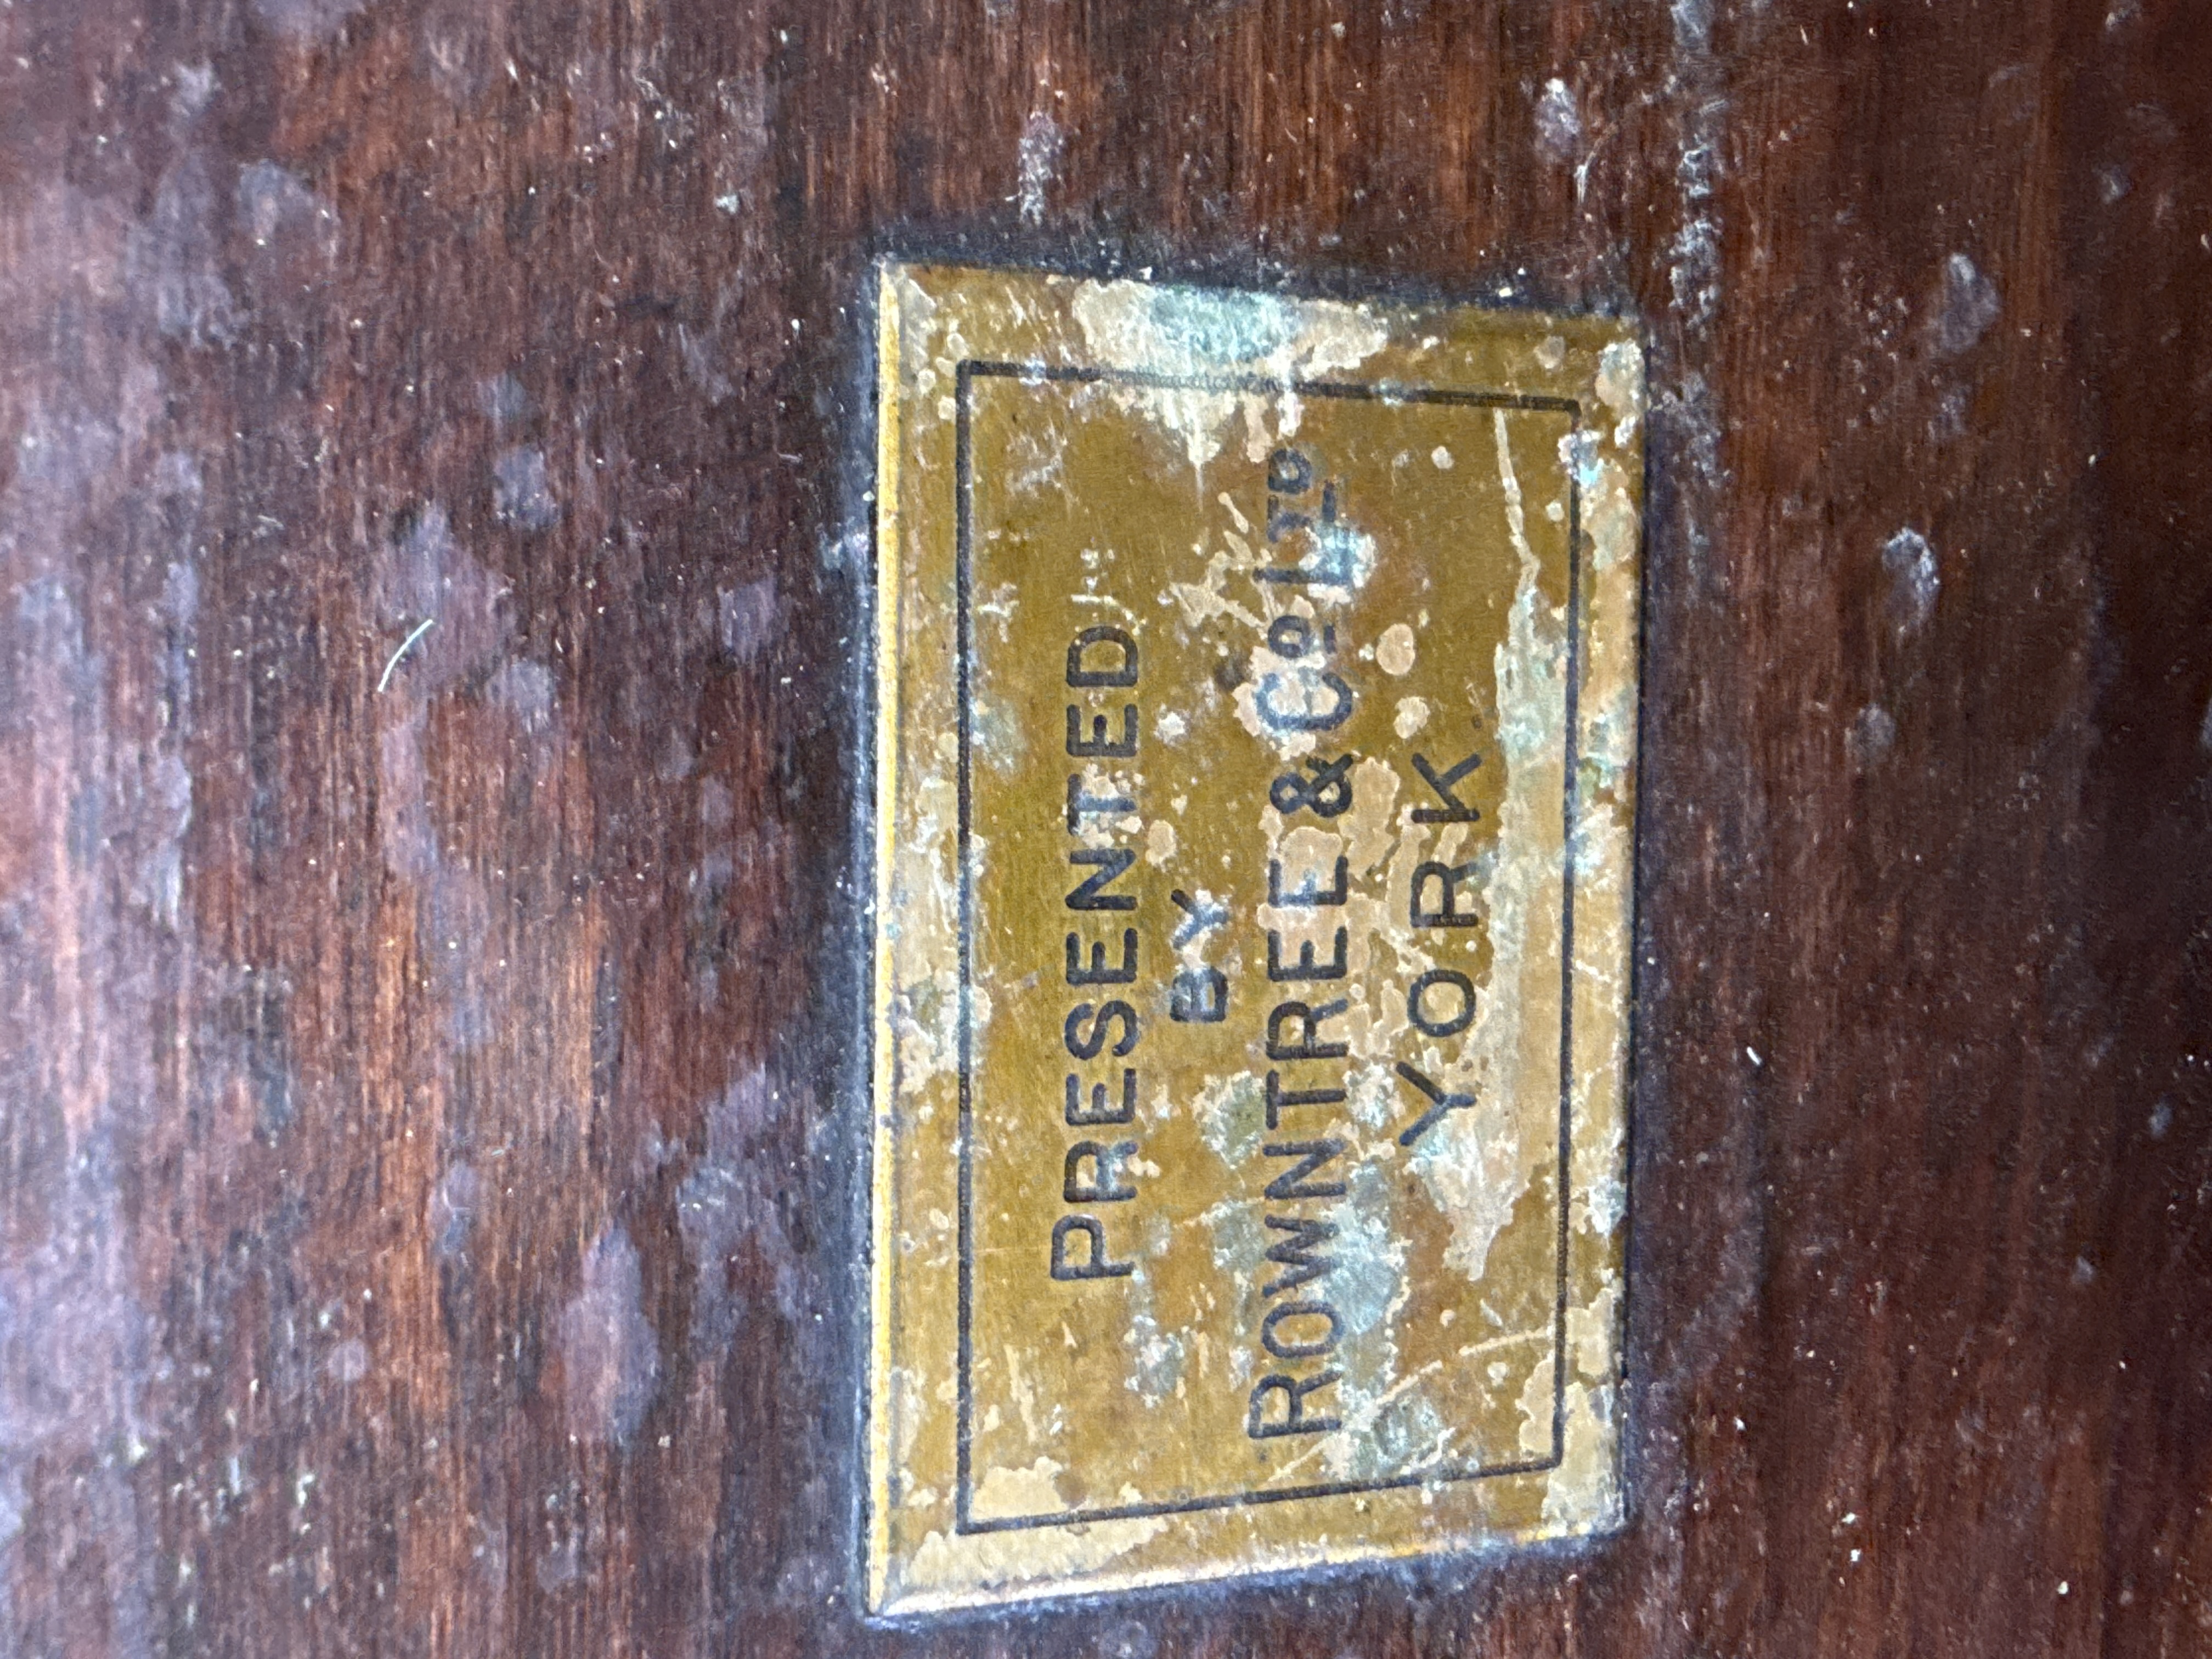 PRESENTED
BY
ROWNTREE & Co LTD
YORK